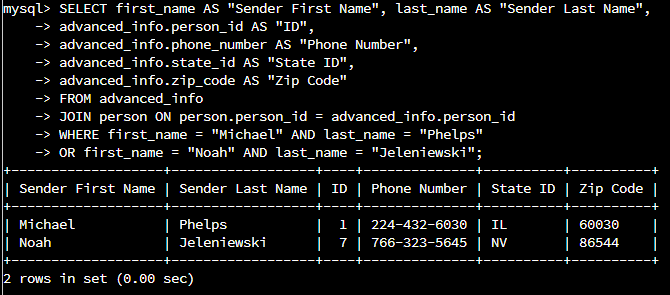 mysql> SELECT first_name AS "Sender First Name", last_name AS "Sender Last Name",
    -> advanced_info.person_id AS "ID",
    -> advanced_info.phone_number AS "Phone Number",
    -> advanced_info.state_id AS "State ID",
    -> advanced_info.zip_code AS "Zip Code"
    -> FROM advanced_info
    -> JOIN person ON person.person_id = advanced_info.person_id
    -> WHERE first_name = "Michael" AND last_name = "Phelps"
    -> OR first_name = "Noah" AND last_name = "Jeleniewski";
+-------------------+------------------+----+--------------+----------+----------+
| Sender First Name | Sender Last Name | ID | Phone Number | State ID | Zip Code |
+-------------------+------------------+----+--------------+----------+----------+
| Michael           | Phelps           |  1 | 224-432-6030 | IL       | 60030    |
| Noah              | Jeleniewski      |  7 | 766-323-5645 | NV       | 86544    |
+-------------------+------------------+----+--------------+----------+----------+
2 rows in set (0.00 sec)